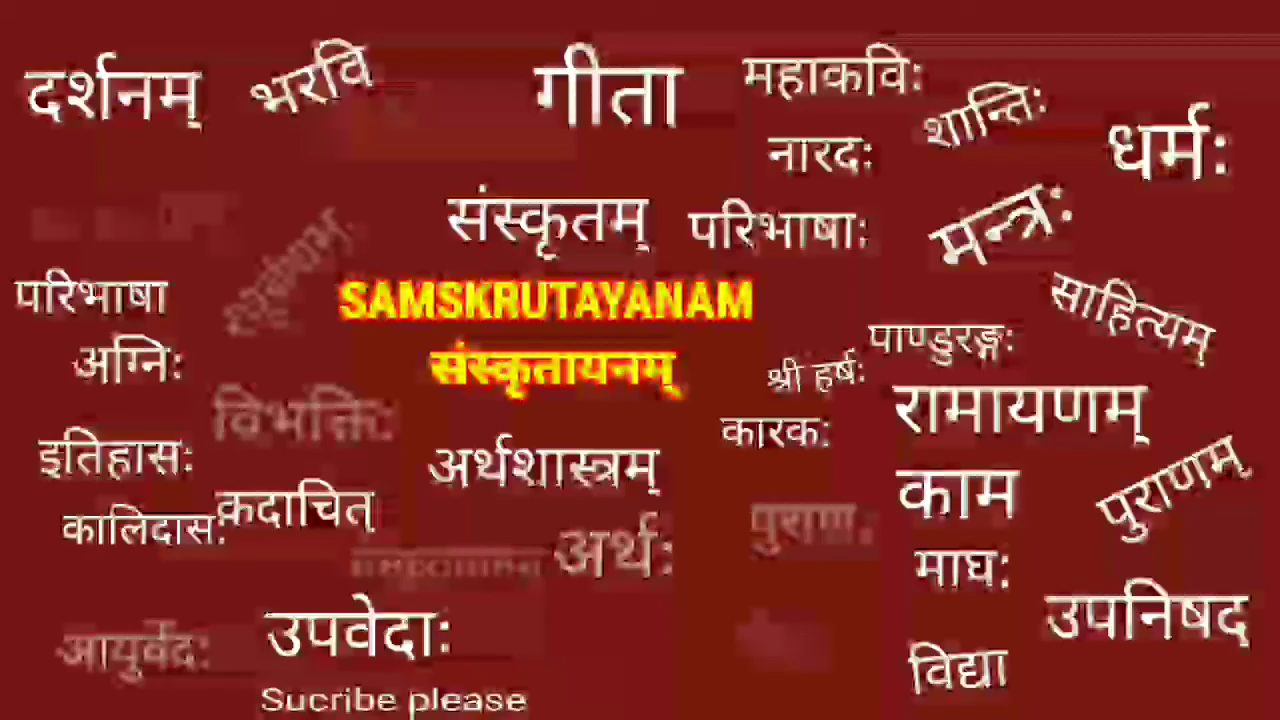 दर्शनम्
भरवि
गीता
महाकवि:
शान्ति:
नारद:
धर्म:
संस्कृतम्
परिभाषा:
मन्त्र:
परिभाषा
SAMSKRUTAYANAM
साहित्यम्
अग्नि:
संस्कृतायनम्
पाण्डुरङ्ग:
श्री हर्ष:
विभक्ति:
रामायणम्
कारक:
इतिहास:
अर्थशास्त्रम्
काम
पुराणम्
कालिदास:
कदाचित्
अर्थ:
माघ:
आयुर्वेद:
उपवेदा:
उपनिषद्
विद्या
Sucribe please